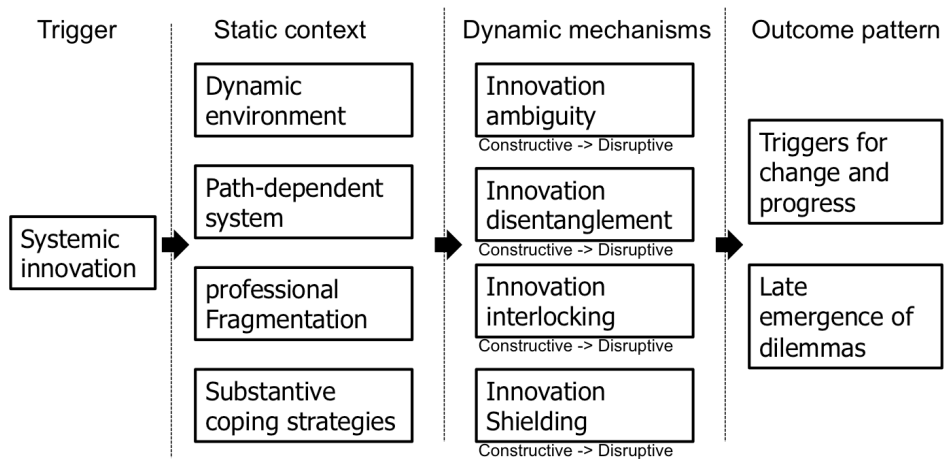 Trigger
Static context
Dynamic mechanisms
Outcome pattern
Systemic
innovation
Dynamic
environment
Path-dependent
system
professional
Fragmentation
Substantive
coping strategies
Innovation
ambiguity
Constructive -> Disruptive
Innovation
disentanglement
Constructive -> Disruptive
Innovation
interlocking
Constructive -> Disruptive
Innovation
Shielding
Constructive -> Disruptive
Triggers for
change and
progress
Late
emergence of
dilemmas